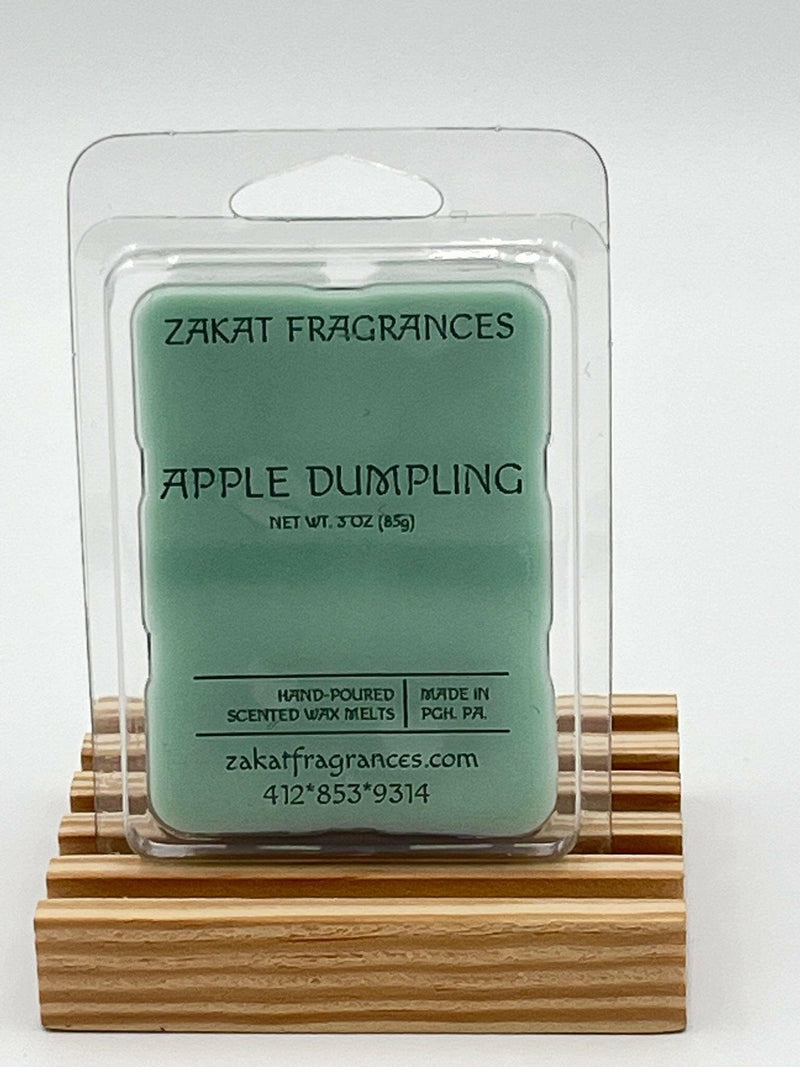 ZAKAT FRAGRANCES
APPLE DUMPLING
NET WT. 3 OZ (85g)
HAND-POURED
SCENTED WAX MELTS
MADE IN
PGH. PA.
zakatfragrances.com
412*853*9314